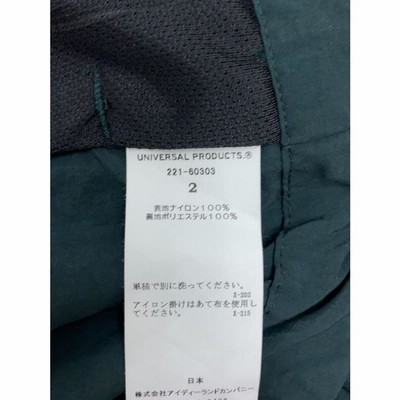 UNIVERSAL PRODUCTS.®
221-60303
2
表地ナイロン100%
裏地ポリエステル100%
単独で別に洗ってください。
X-202
アイロン掛けはあて布を使用し
てください。
X-215
日本
株式会社アイディーランドカンパニー